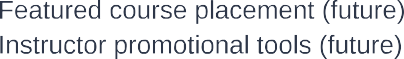 Featured course placement (future)
Instructor promotional tools (future)